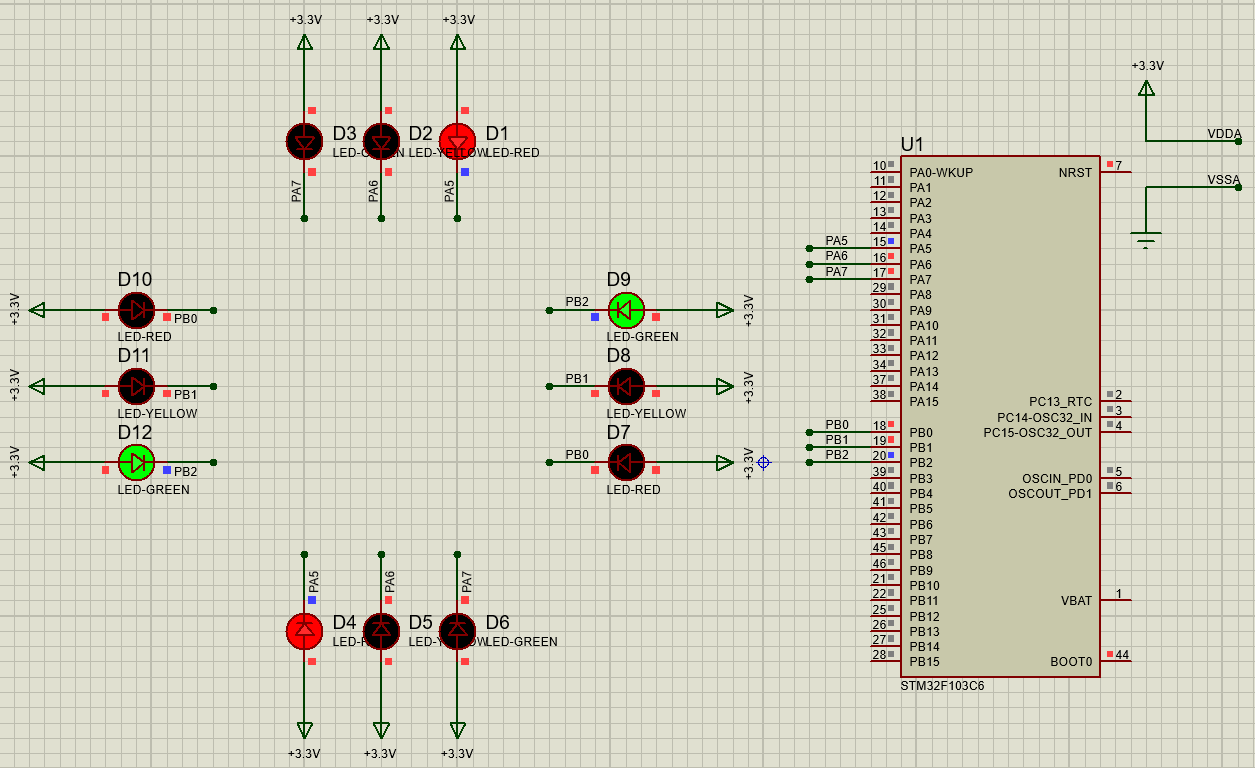 +3.3V +3.3V +3.3V
D3 D2 D1
LED-GREEN LED-YELLOW LED-RED
PA7 PA6 PA5
D10
+3.3V
PB0
LED-RED
D11
+3.3V
PB1
LED-YELLOW
D12
+3.3V
PB2
LED-GREEN
D9
PB2
+3.3V
LED-GREEN
D8
PB1
+3.3V
LED-YELLOW
D7
PB0
+3.3V
LED-RED
PA5 PA6 PA7
D4 D5 D6
LED-R LED-YELLOW LED-GREEN
+3.3V +3.3V +3.3V
+3.3V
VDDA
VSSA
U1
10 PA0-WKUP NRST 7
11 PA1
12 PA2
13 PA3
14 PA4
PA5 15 PA5
PA6 16 PA6
PA7 17 PA7
29 PA8
30 PA9
31 PA10
32 PA11
33 PA12
34 PA13
37 PA14
38 PA15 PC13_RTC 2
PC14-OSC32_IN 3
PB0 18 PB0 PC15-OSC32_OUT 4
PB1 19 PB1
PB2 20 PB2
39 PB3 OSCIN_PD0 5
40 PB4 OSCOUT_PD1 6
41 PB5
42 PB6
43 PB7
45 PB8
46 PB9
21 PB10
22 PB11 VBAT 1
25 PB12
26 PB13
27 PB14
28 PB15 BOOT0 44
STM32F103C6